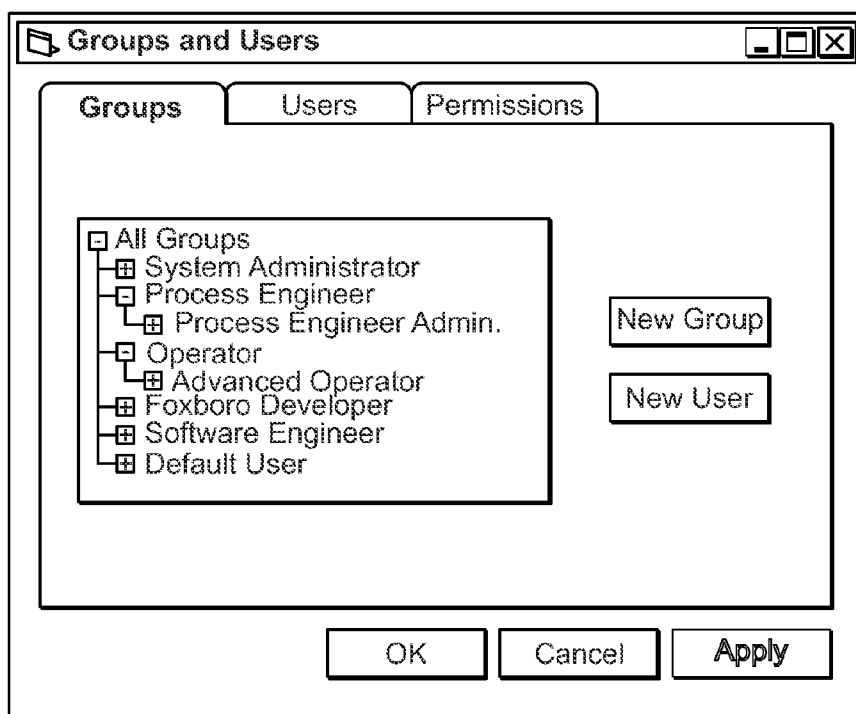 Groups and Users
Groups Users Permissions
All Groups
System Administrator
Process Engineer
Process Engineer Admin.
Operator
Advanced Operator
Foxboro Developer
Software Engineer
Default User
New Group
New User
OK Cancel Apply